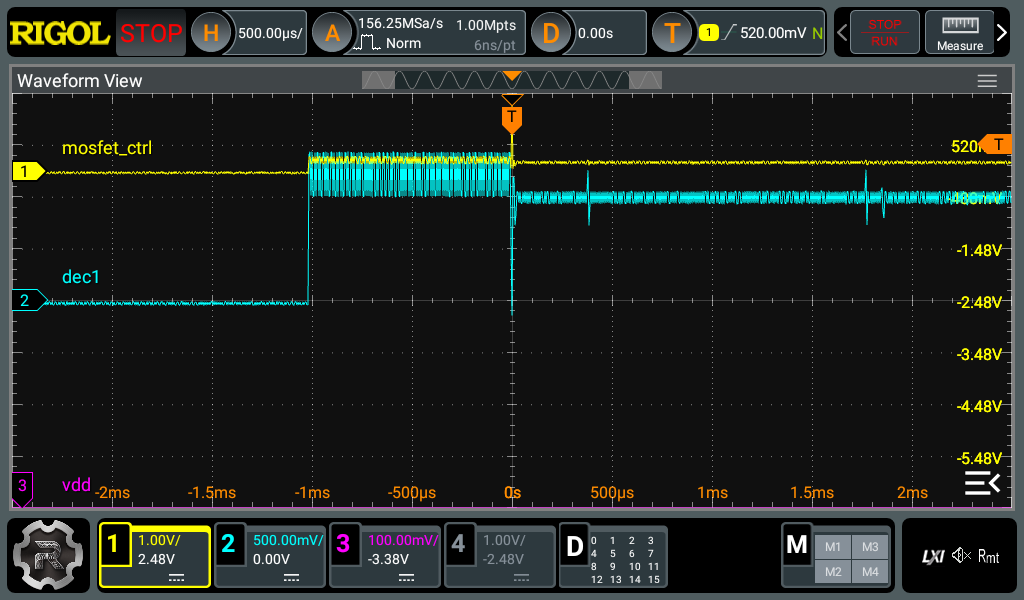 RIGOL STOP H 500.00µs/ A 156.25MSa/s 1.00Mpts Norm 6ns/pt D 0.00s T 1 520.00mV N STOP RUN Measure
Waveform View
T
mosfet_ctrl
1
T
dec1
-1.48V
2
-2.48V
-3.48V
-4.48V
-5.48V
3 vdd
-2ms -1.5ms -1ms -500µs 0s 500µs 1ms 1.5ms 2ms
1 1.00V/ 2.48V
2 500.00mV/ 0.00V
3 100.00mV/ -3.38V
4 1.00V/ -2.48V
D 0 1 2 3
4 5 6 7
8 9 10 11
12 13 14 15
M M1 M3
M2 M4
LXI Rmt
R